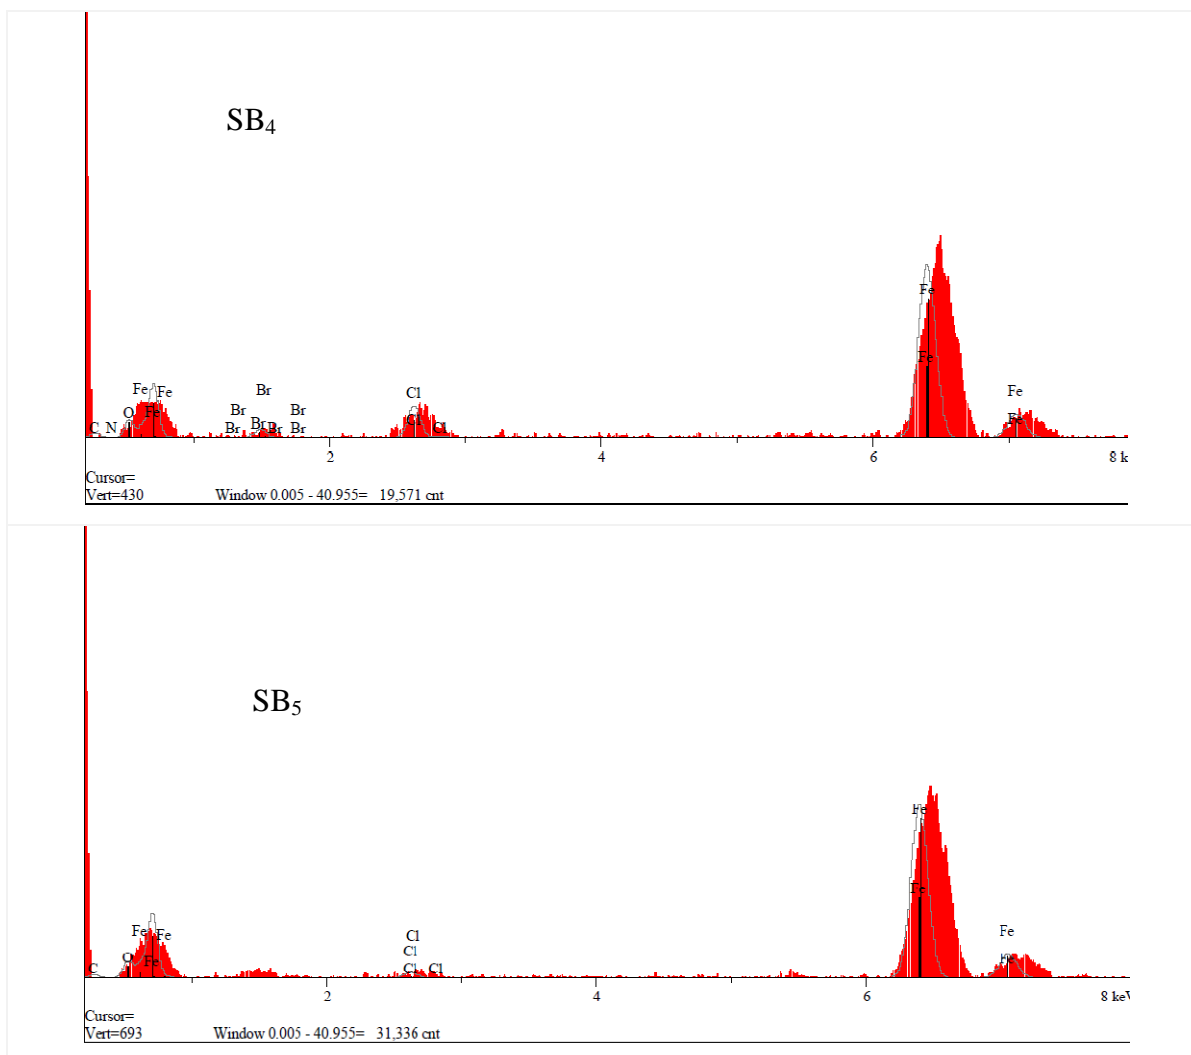 SB₄
Fe Fe Br Cl Fe Fe
O Fe Br Br Cl Fe
C N Br Br Br Br Cl Fe Fe
2 4 6 8 k
Cursor=
Vert=430 Window 0.005 - 40.955= 19,571 cnt
SB₅
Fe
Fe
Fe Fe Cl Fe
O Fe Cl Fe
C Cl Cl
2 4 6 8 keV
Cursor=
Vert=693 Window 0.005 - 40.955= 31,336 cnt